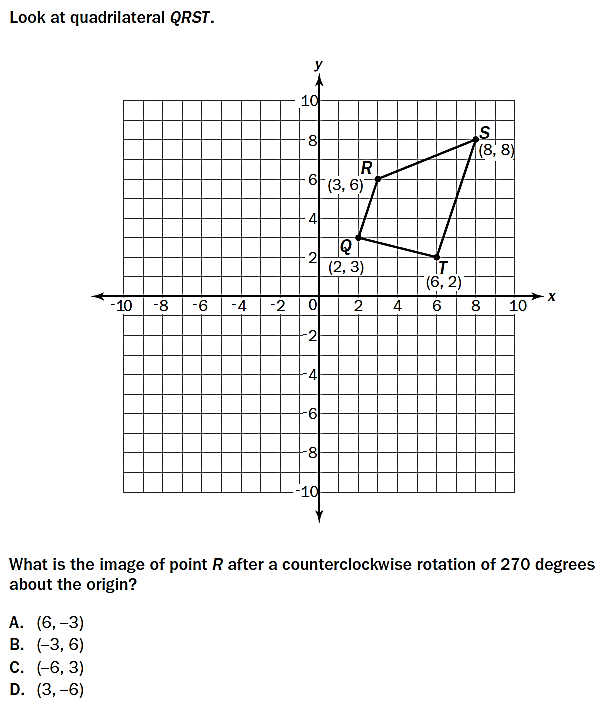 Look at quadrilateral QRST.
y
10
8
S
(8, 8)
R
6
(3, 6)
4
Q
2
(2, 3)
T
(6, 2)
x
-10 -8 -6 -4 -2 0 2 4 6 8 10
-2
-4
-6
-8
-10
What is the image of point R after a counterclockwise rotation of 270 degrees
about the origin?
A. (6, –3)
B. (–3, 6)
C. (–6, 3)
D. (3, –6)